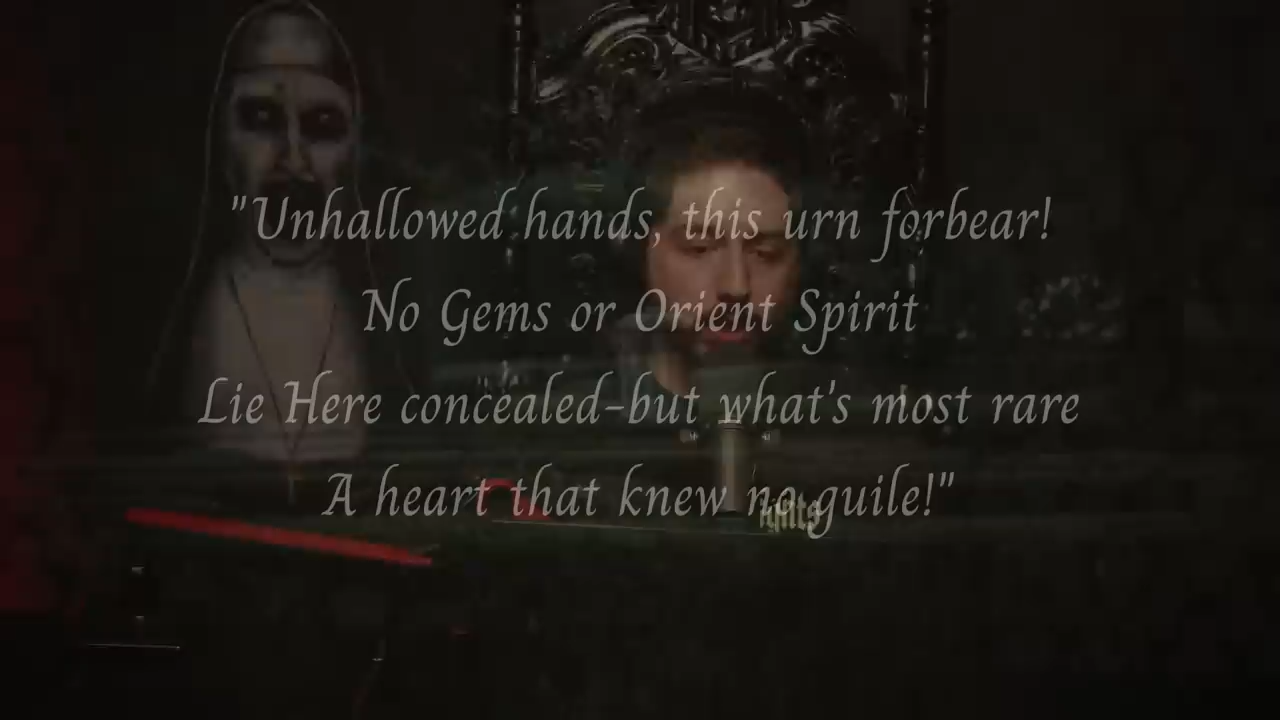 "Unhallowed hands, this urn forbear!
No Gems or Orient Spirit
Lie Here concealed-but what's most rare
A heart that knew no guile!"